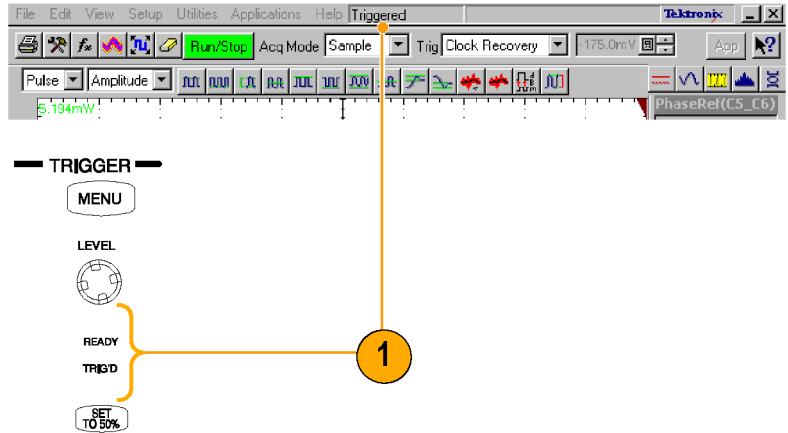 File Edit View Setup Utilities Applications Help Triggered Tektronix
Run/Stop Acq Mode Sample Trig Clock Recovery -175.0mV App
Pulse Amplitude
5.194mW
PhaseRef(C5_C6)
TRIGGER
MENU
LEVEL
READY
TRIG'D
1
SET
TO 50%